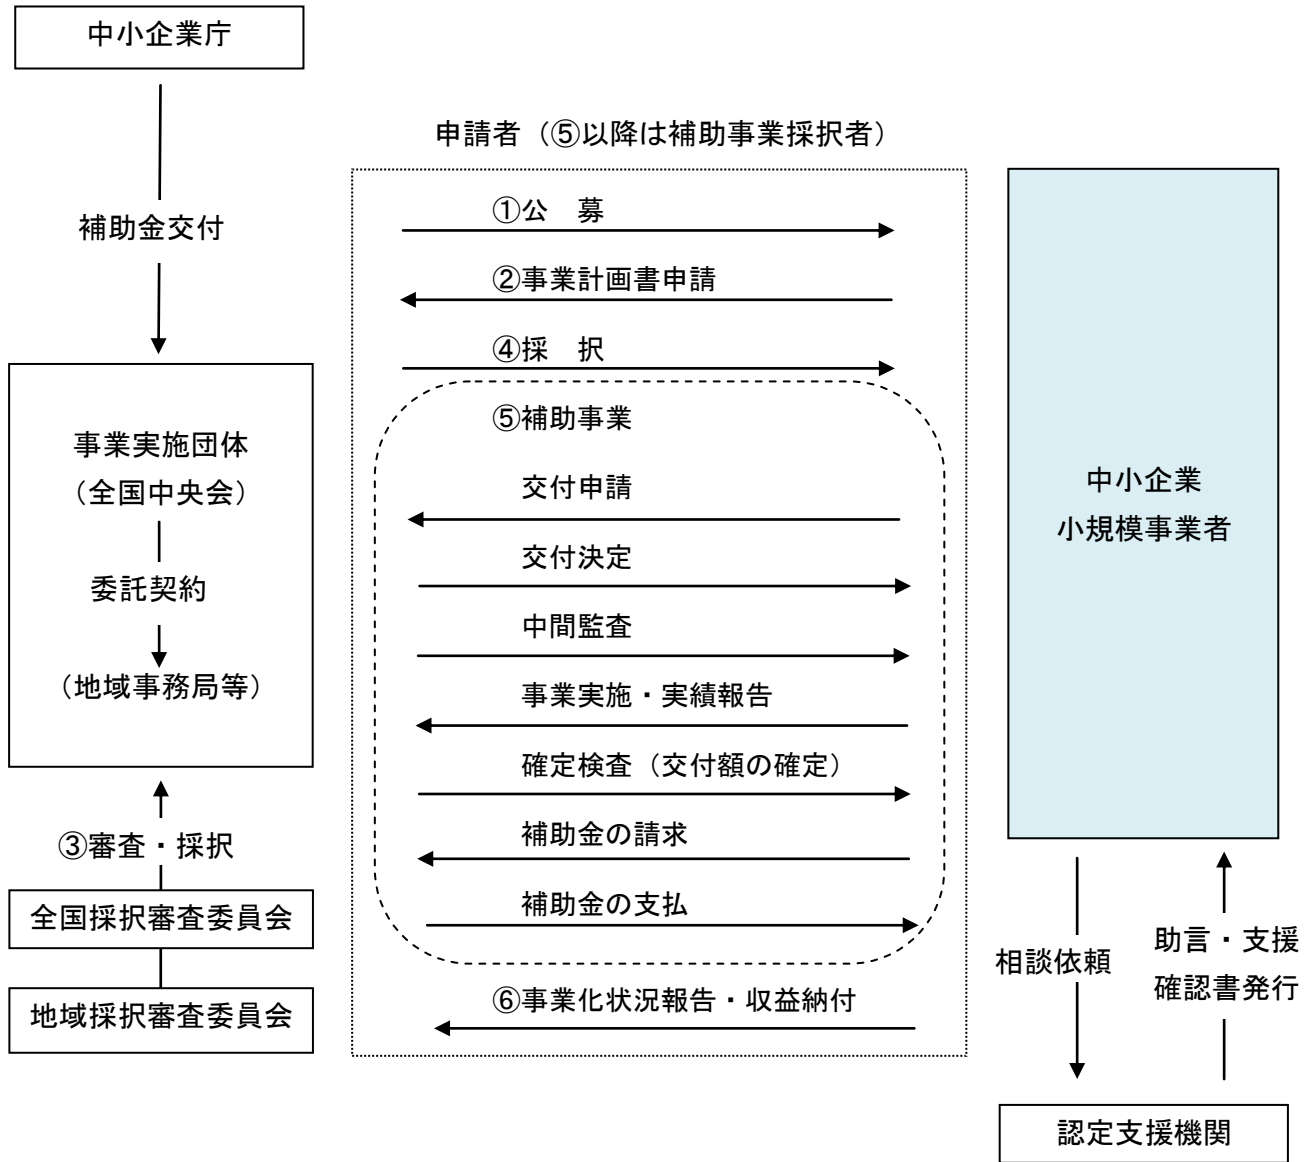 中小企業庁
補助金交付
事業実施団体
（全国中央会）
委託契約
（地域事務局等）
③審査・採択
全国採択審査委員会
地域採択審査委員会
申請者（⑤以降は補助事業採択者）
①公　募
②事業計画書申請
④採　択
⑤補助事業
交付申請
交付決定
中間監査
事業実施・実績報告
確定検査（交付額の確定）
補助金の請求
補助金の支払
⑥事業化状況報告・収益納付
中小企業
小規模事業者
相談依頼
助言・支援
確認書発行
認定支援機関